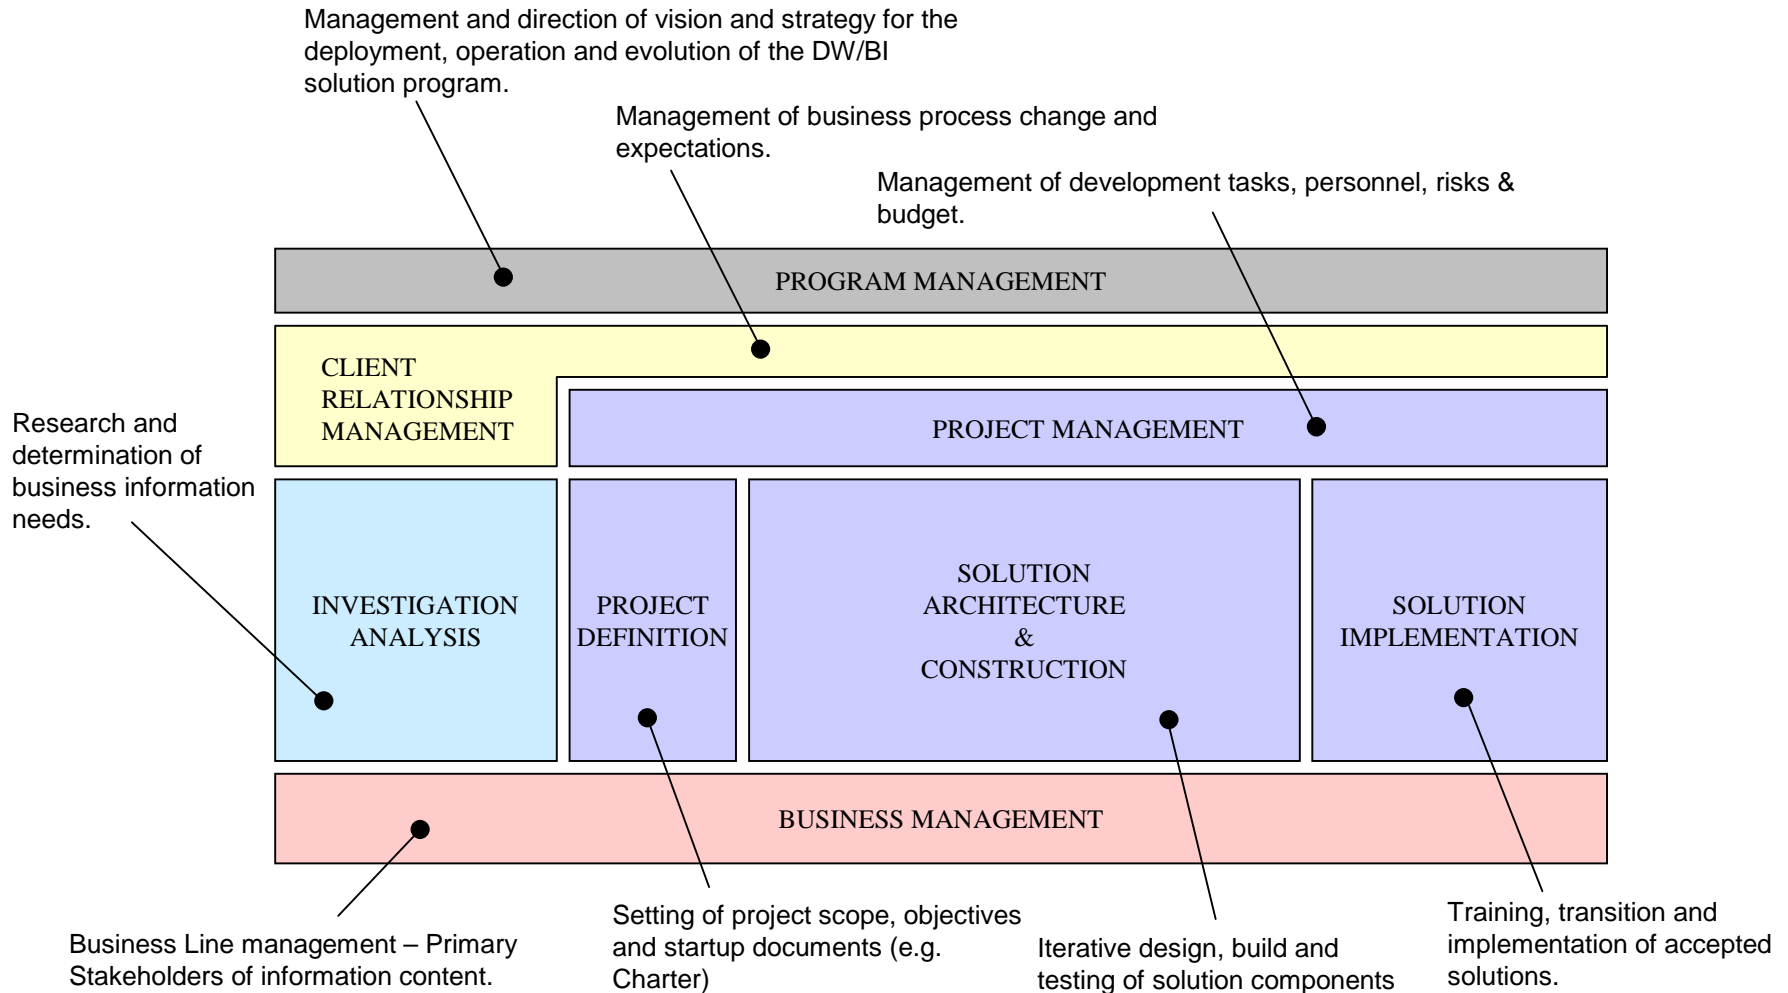 Management and direction of vision and strategy for the
deployment, operation and evolution of the DW/BI
solution program.
Management of business process change and
expectations.
Management of development tasks, personnel, risks &
budget.
PROGRAM MANAGEMENT
CLIENT
RELATIONSHIP
MANAGEMENT
PROJECT MANAGEMENT
Research and
determination of
business information
needs.
INVESTIGATION
ANALYSIS
PROJECT
DEFINITION
SOLUTION
ARCHITECTURE
&
CONSTRUCTION
SOLUTION
IMPLEMENTATION
BUSINESS MANAGEMENT
Business Line management – Primary
Stakeholders of information content.
Setting of project scope, objectives
and startup documents (e.g.
Charter)
Iterative design, build and
testing of solution components
Training, transition and
implementation of accepted
solutions.